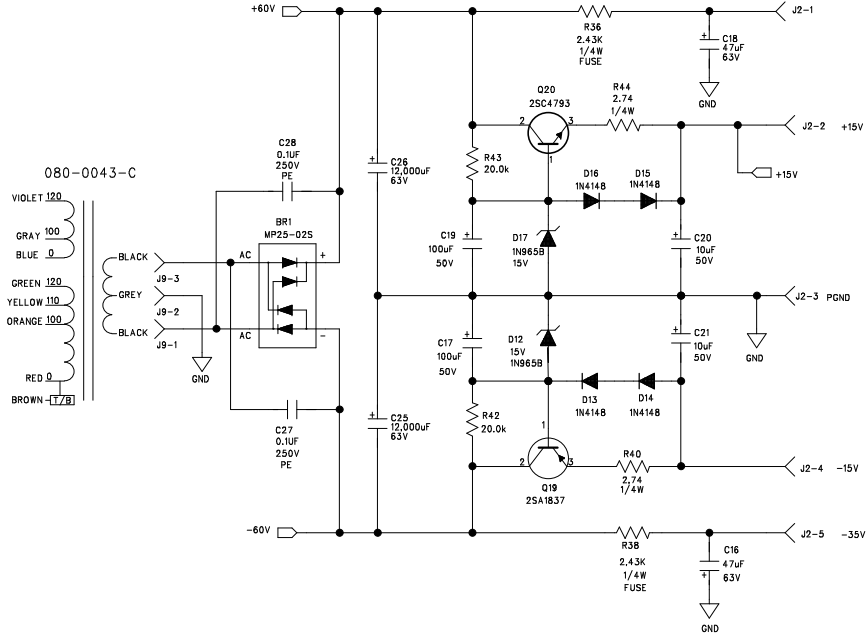 +60V
J2-1
R36
2.43K
1/4W
FUSE
C18
47uF
63V
GND
Q20
2SC4793
R44
2.74
1/4W
2
3
1
J2-2 +15V
+15V
C28
0.1UF
250V
PE
C26
12,000uF
63V
R43
20.0k
D16
1N4148
D15
1N4148
080-0043-C
VIOLET 120
GRAY 100
BLUE 0
GREEN 120
YELLOW 110
ORANGE 100
RED 0
BROWN T/B
BLACK
J9-3
GREY
J9-2
BLACK
J9-1
GND
BR1
MP25-02S
AC
+
AC
-
C19
100uF
50V
D17
1N965B
15V
C20
10uF
50V
J2-3 PGND
GND
C17
100uF
50V
D12
15V
1N965B
C21
10uF
50V
D13
1N4148
D14
1N4148
C27
0.1UF
250V
PE
C25
12,000uF
63V
R42
20.0k
1
2
3
Q19
2SA1837
R40
2.74
1/4W
J2-4 -15V
-60V
R38
2.43K
1/4W
FUSE
C16
47uF
63V
GND
J2-5 -35V